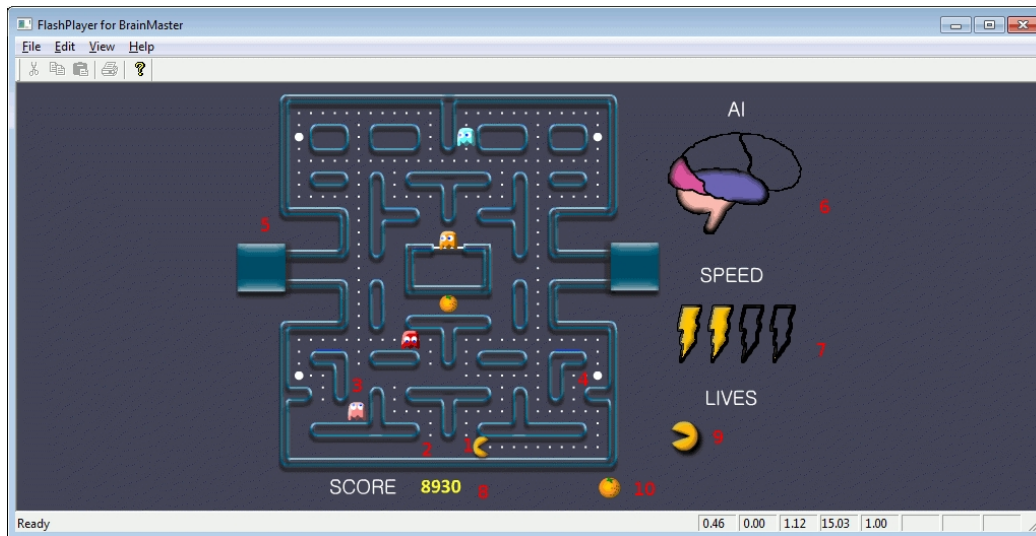 FlashPlayer for BrainMaster
File Edit View Help
AI
6
5
SPEED
7
3
4
LIVES
9
2
1
SCORE 8930 8
10
Ready
0.46 0.00 1.12 15.03 1.00